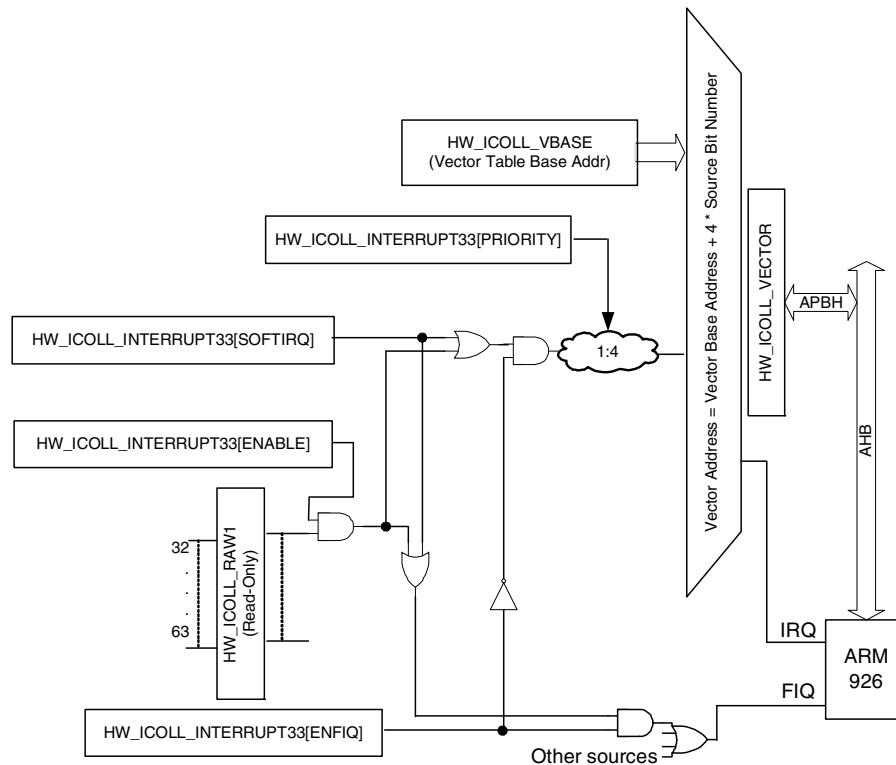 HW_ICOLL_VBASE
(Vector Table Base Addr)
HW_ICOLL_INTERRUPT33[PRIORITY]
HW_ICOLL_INTERRUPT33[SOFTIRQ]
1:4
HW_ICOLL_INTERRUPT33[ENABLE]
32
.
.
.
63
HW_ICOLL_RAW1
(Read-Only)
HW_ICOLL_INTERRUPT33[ENFIQ]
Other sources
Vector Address = Vector Base Address + 4 * Source Bit Number
HW_ICOLL_VECTOR
APBH
AHB
IRQ
FIQ
ARM
926